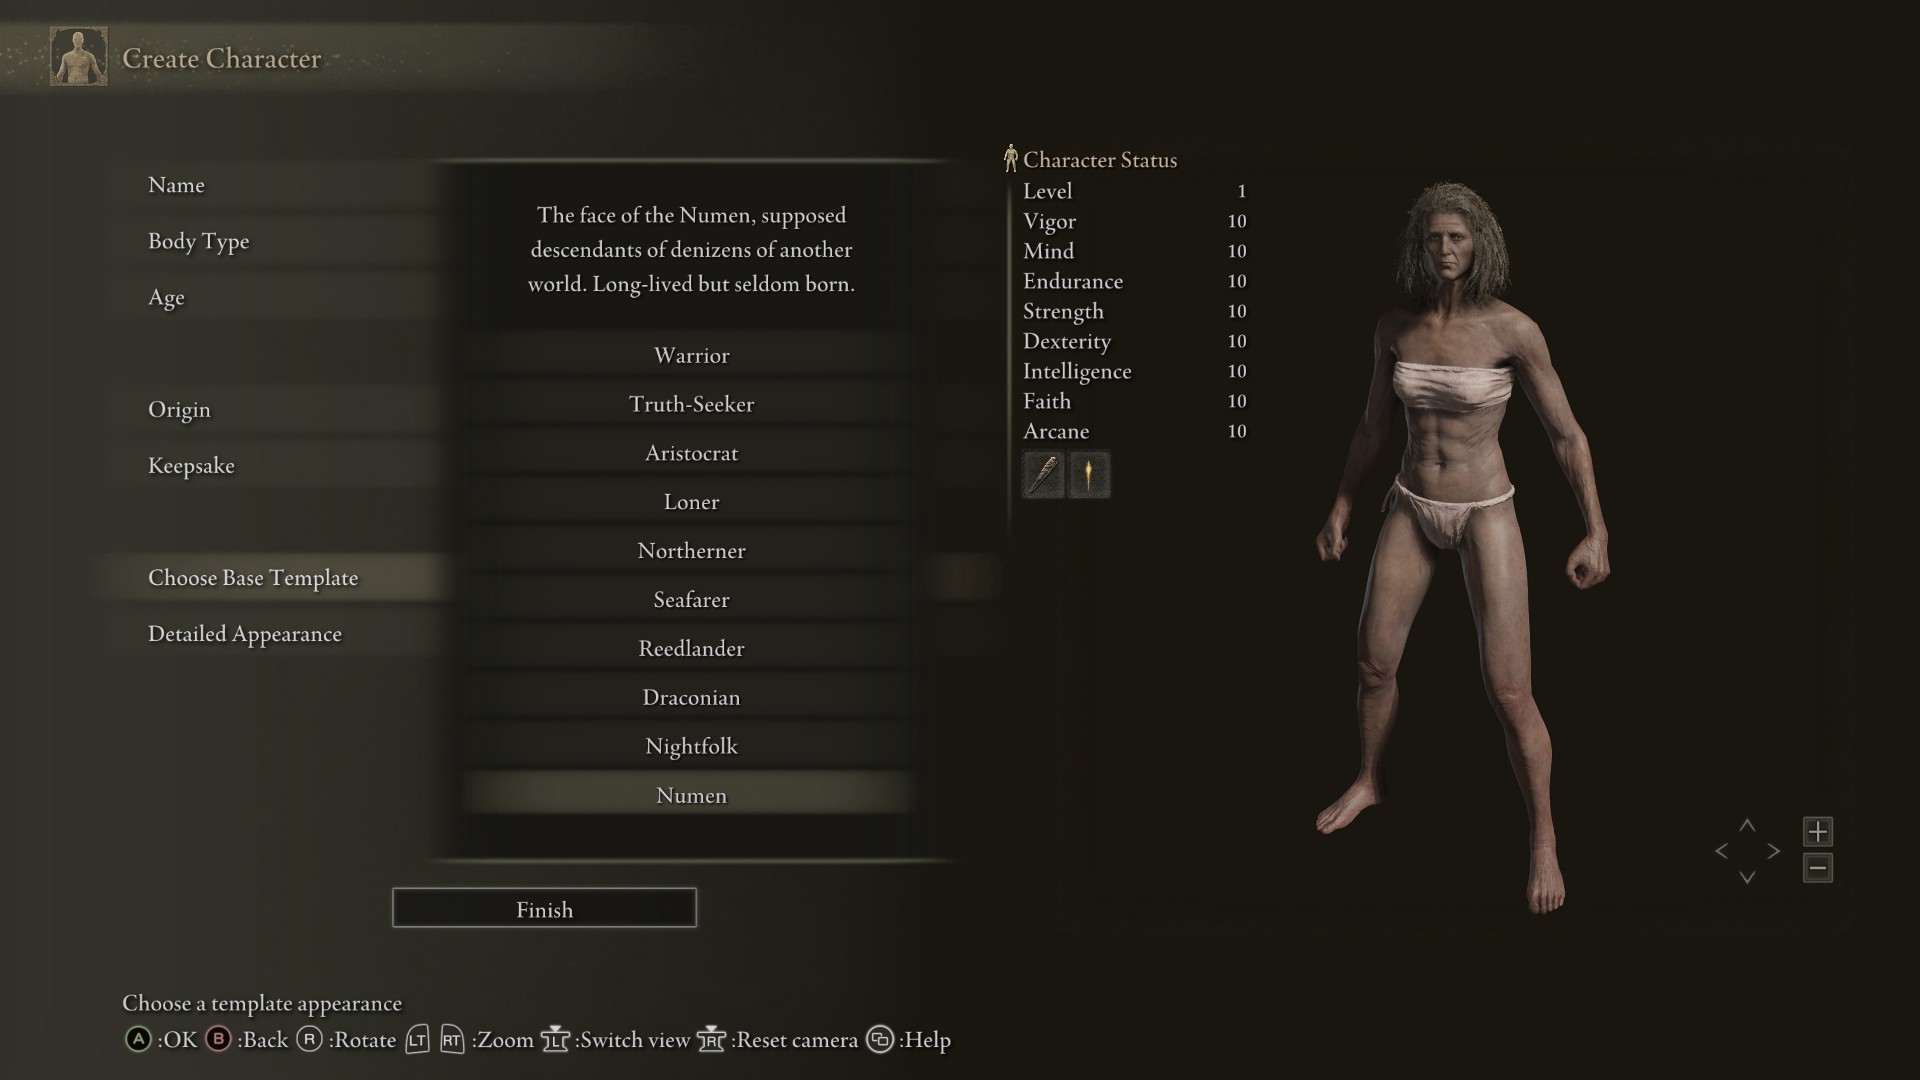 Create Character
Name
Body Type
Age
Origin
Keepsake
Choose Base Template
Detailed Appearance
The face of the Numen, supposed
descendants of denizens of another
world. Long-lived but seldom born.
Warrior
Truth-Seeker
Aristocrat
Loner
Northerner
Seafarer
Reedlander
Draconian
Nightfolk
Numen
Finish
Character Status
Level 1
Vigor 10
Mind 10
Endurance 10
Strength 10
Dexterity 10
Intelligence 10
Faith 10
Arcane 10
Choose a template appearance
A :OK B :Back R :Rotate LT RT :Zoom L :Switch view R :Reset camera :Help